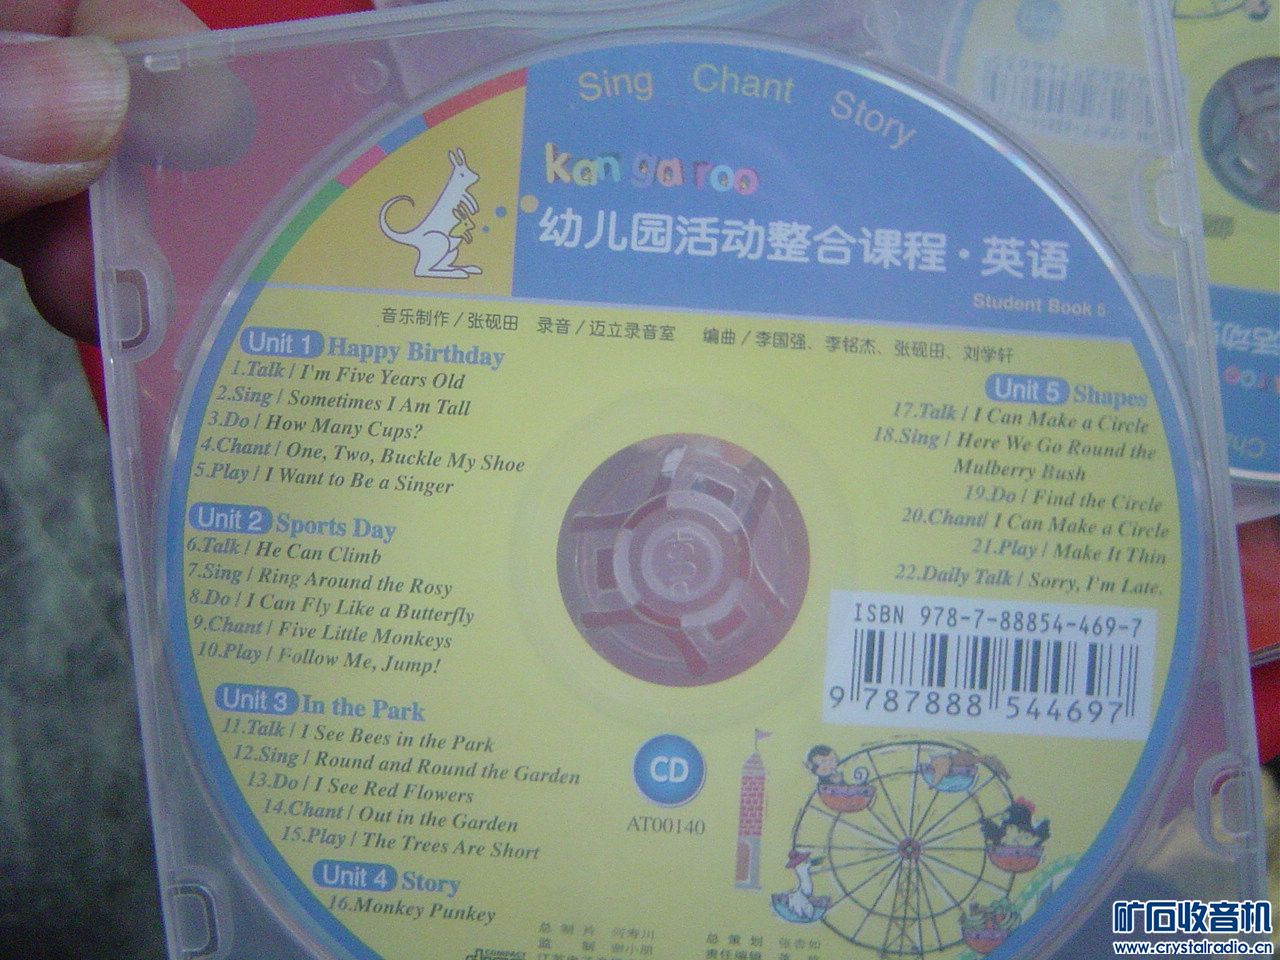 Sing Chant Story
kangaroo
幼儿园活动整合课程·英语
Student Book 5
音乐制作/张砚田 录音/迈立录音室 编曲/李国强、李铭杰、张砚田、刘学轩
Unit 1 Happy Birthday
1.Talk / I'm Five Years Old
2.Sing / Sometimes I Am Tall
3.Do / How Many Cups?
4.Chant / One, Two, Buckle My Shoe
5.Play / I Want to Be a Singer
Unit 2 Sports Day
6.Talk / He Can Climb
7.Sing / Ring Around the Rosy
8.Do / I Can Fly Like a Butterfly
9.Chant / Five Little Monkeys
10.Play / Follow Me, Jump!
Unit 3 In the Park
11.Talk / I See Bees in the Park
12.Sing / Round and Round the Garden
13.Do / I See Red Flowers
14.Chant / Out in the Garden
15.Play / The Trees Are Short
Unit 4 Story
16.Monkey Punkey
Unit 5 Shapes
17.Talk / I Can Make a Circle
18.Sing / Here We Go Round the
Mulberry Bush
19.Do / Find the Circle
20.Chant/ I Can Make a Circle
21.Play / Make It Thin
22.Daily Talk / Sorry, I'm Late.
ISBN 978-7-88854-469-7
9 787888 544697
CD
AT00140
总策划
COMPACT
矿石收音机
www.crystalradio.cn